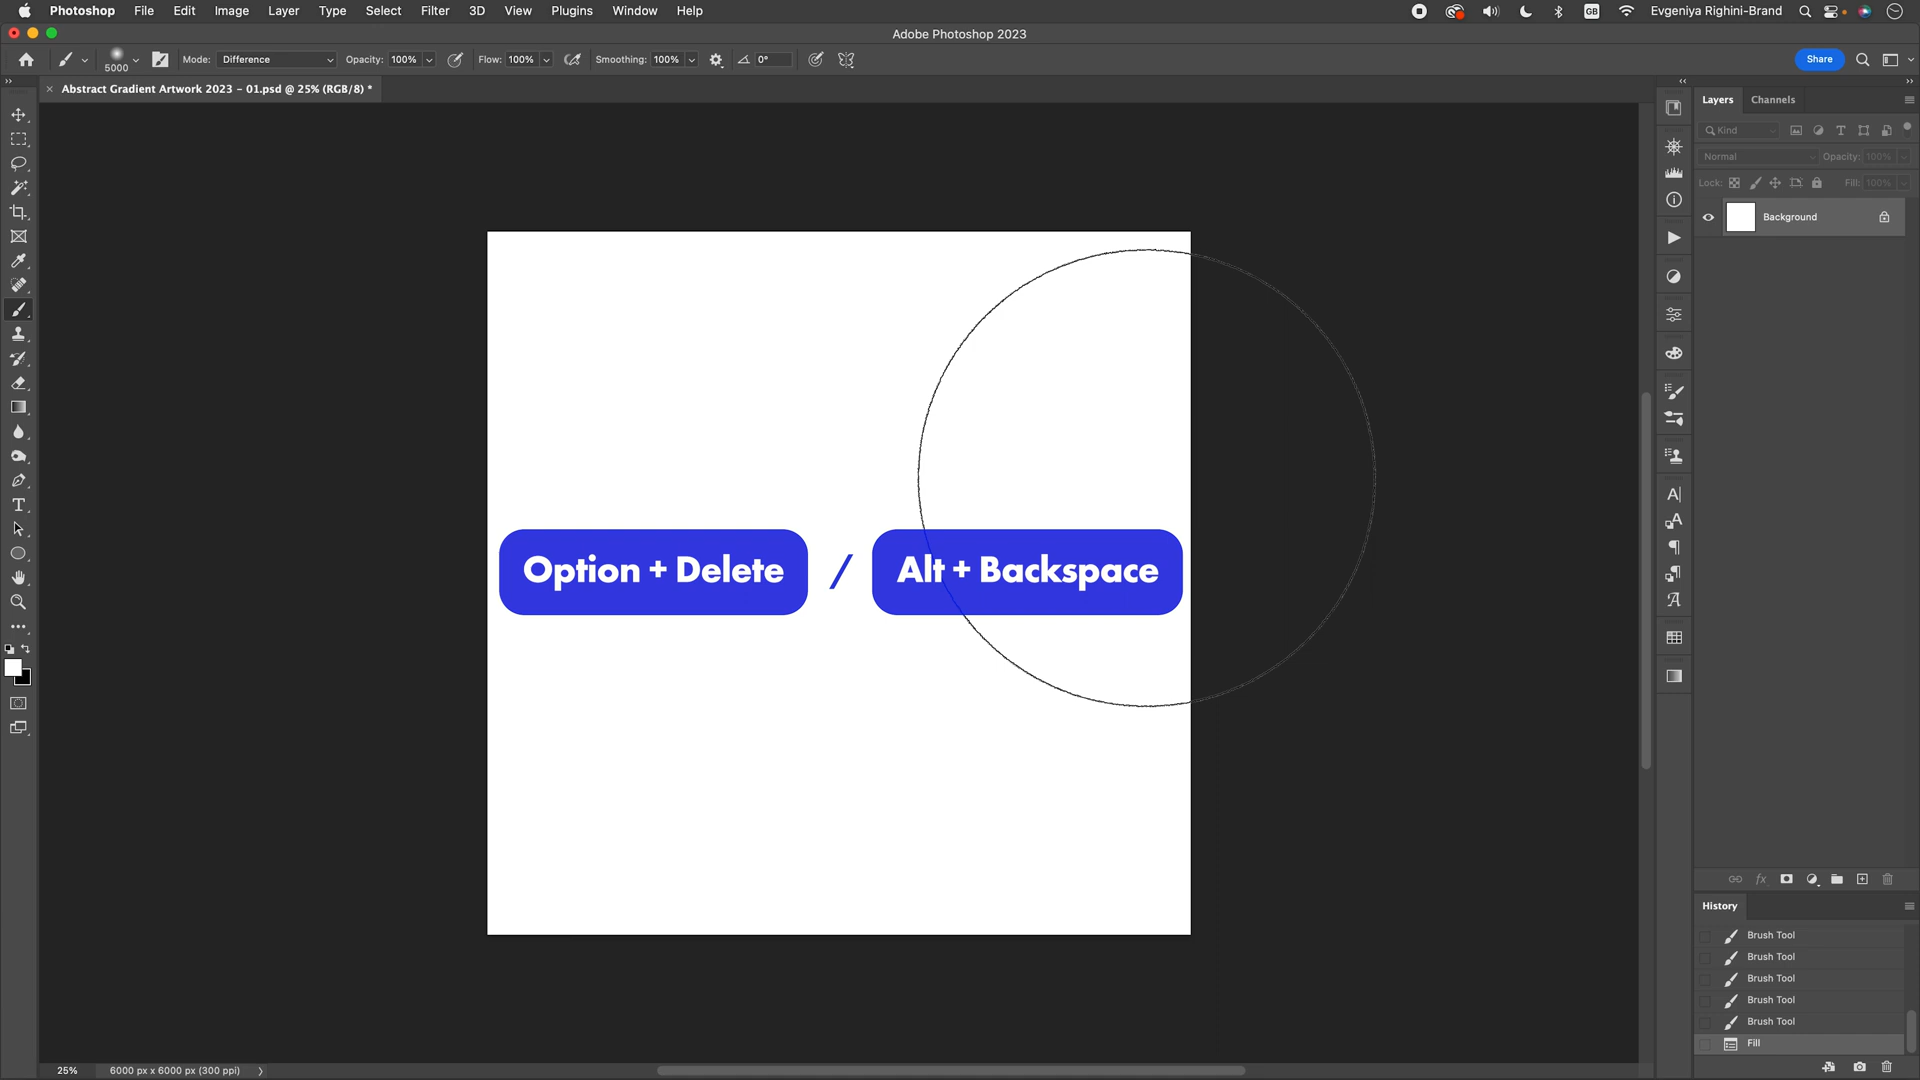 Photoshop File Edit Image Layer Type Select Filter 3D View Plugins Window Help GB Evgeniya Righini-Brand
Adobe Photoshop 2023
5000 Mode: Difference Opacity: 100% Flow: 100% Smoothing: 100% 0° Share
Abstract Gradient Artwork 2023 – 01.psd @ 25% (RGB/8) *
Layers Channels
Kind
Normal Opacity: 100%
Lock: Fill: 100%
Background
Option + Delete / Alt + Backspace
History
Brush Tool
Brush Tool
Brush Tool
Brush Tool
Brush Tool
Fill
25% 6000 px x 6000 px (300 ppi)